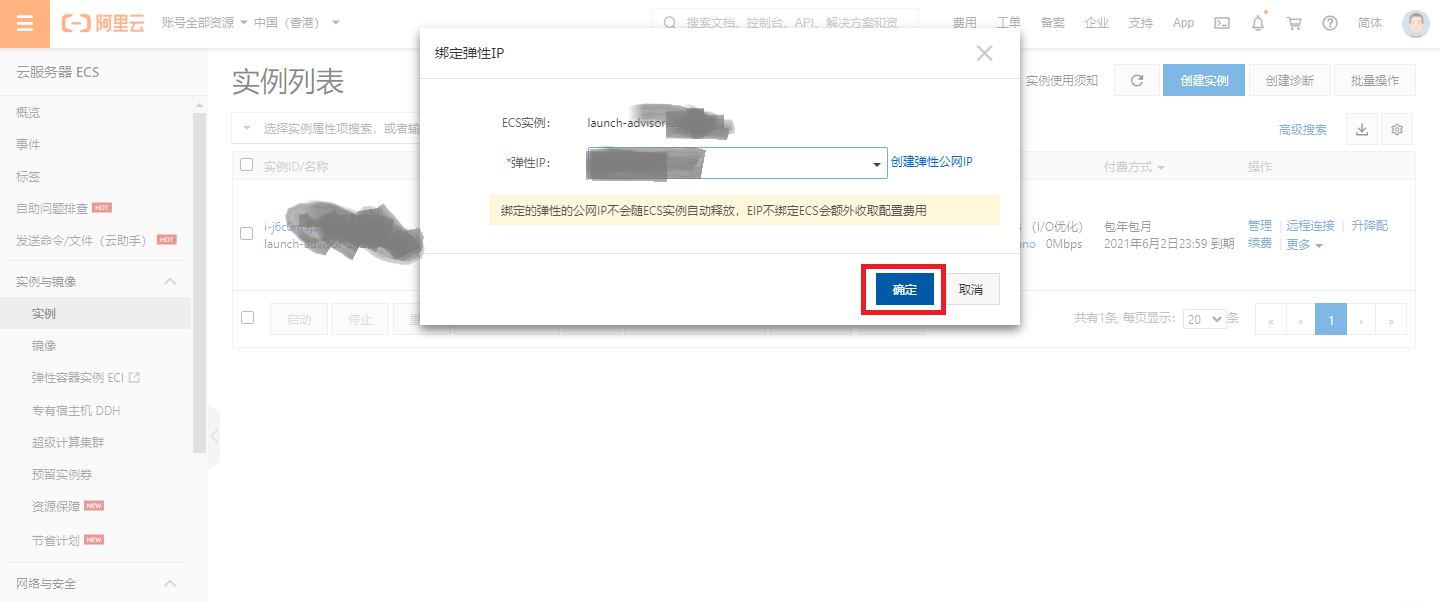 阿里云 账号全部资源 中国（香港） 搜索文档、控制台、API、解决方案和资 费用 工单 备案 企业 支持 App 简体
云服务器 ECS
概览
事件
标签
自助问题排查 HOT
发送命令/文件（云助手） HOT
实例与镜像
实例
镜像
弹性容器实例 ECI
专有宿主机 DDH
超级计算集群
预留实例券
资源保障 NEW
节省计划 NEW
网络与安全
实例列表
实例使用须知 创建实例 创建诊断 批量操作
选择实例属性项搜索，或者输
高级搜索
实例ID/名称 付费方式 操作
（I/O优化） 包年包月 管理 远程连接 升降配
launch-advisor 0Mbps 2021年6月2日23:59 到期 续费 更多
启动 停止
共有1条, 每页显示： 20 条 « ‹ 1 › »
绑定弹性IP
ECS实例： launch-advisor-
*弹性IP： 创建弹性公网IP
绑定的弹性的公网IP不会随ECS实例自动释放，EIP不绑定ECS会额外收取配置费用
确定 取消